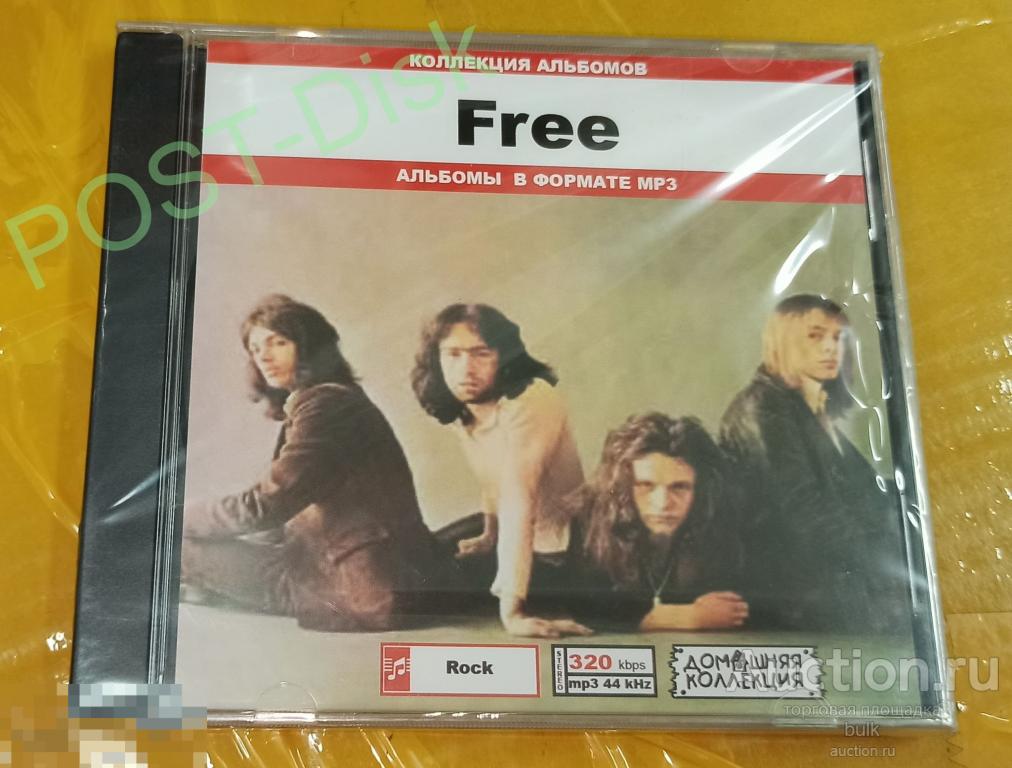 КОЛЛЕКЦИЯ АЛЬБОМОВ
Free
АЛЬБОМЫ В ФОРМАТЕ MP3
POST-Disk
Rock
STEREO
320 kbps
mp3 44 kHz
ДОМАШНЯЯ
КОЛЛЕКЦИЯ
Auction.ru
торговая площадка
bulk
auction.ru